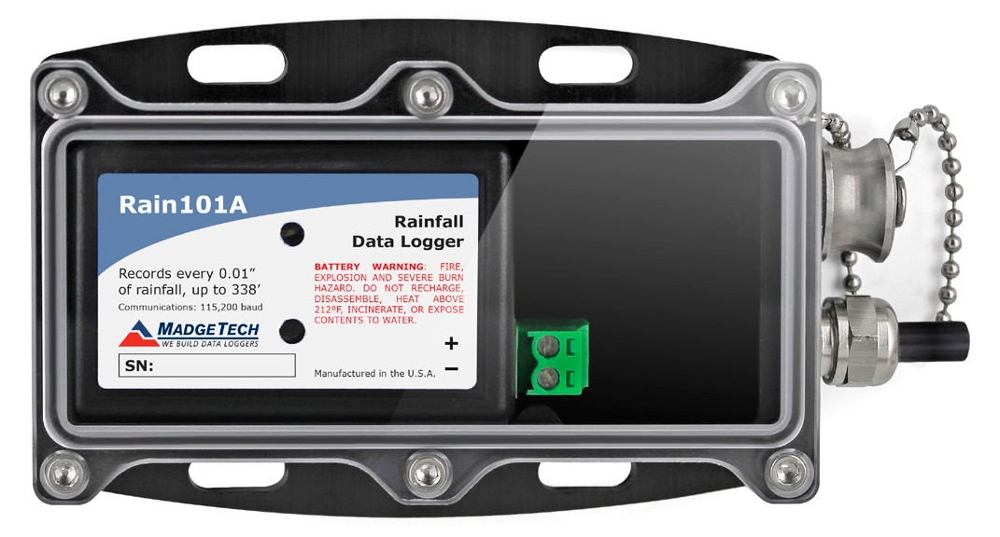 Rain101A
Rainfall
Data Logger
Records every 0.01”
of rainfall, up to 338’
Communications: 115,200 baud
MADGETECH
WE BUILD DATA LOGGERS
SN:
BATTERY WARNING: FIRE,
EXPLOSION AND SEVERE BURN
HAZARD. DO NOT RECHARGE,
DISASSEMBLE, HEAT ABOVE
212ºF, INCINERATE, OR EXPOSE
CONTENTS TO WATER.
+
Manufactured in the U.S.A. −